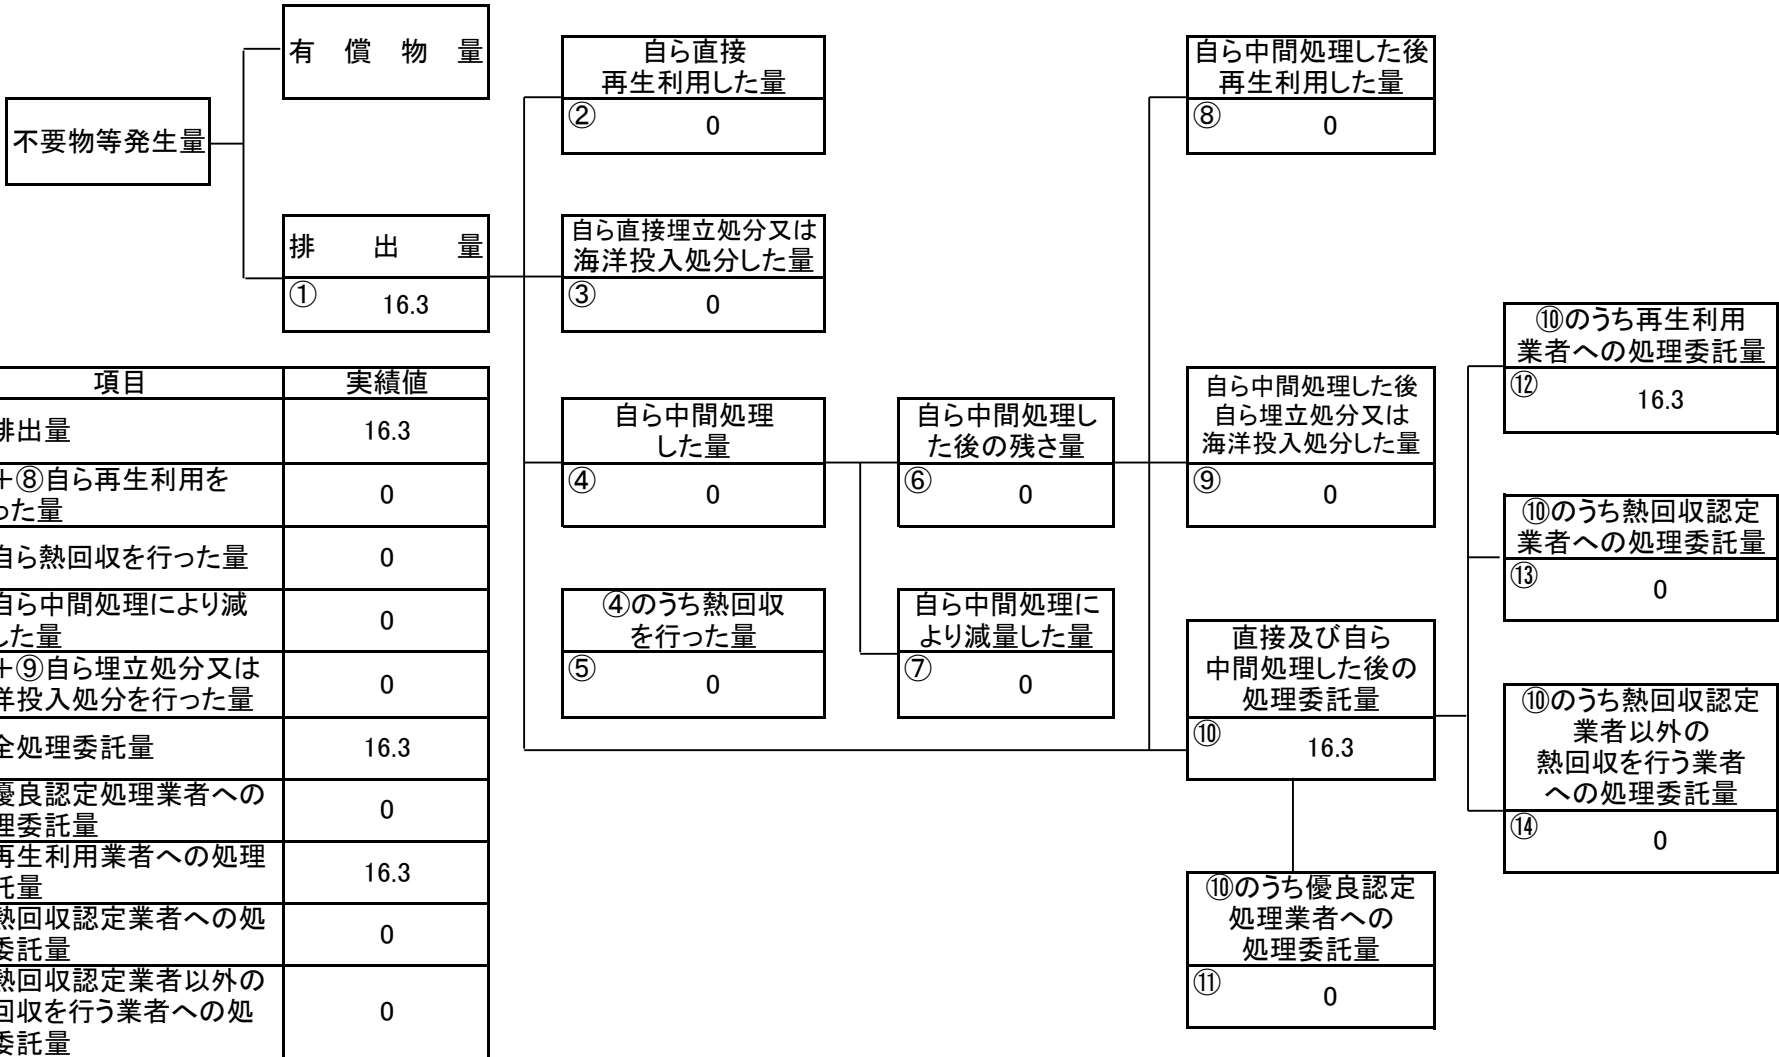 有償物量
不要物等発生量
排出量
①
16.3
自ら直接
再生利用した量
②
0
自ら直接埋立処分又は
海洋投入処分した量
③
0
自ら中間処理
した量
④
0
④のうち熱回収
を行った量
⑤
0
自ら中間処理し
た後の残さ量
⑥
0
自ら中間処理に
より減量した量
⑦
0
自ら中間処理した後
再生利用した量
⑧
0
自ら中間処理した後
自ら埋立処分又は
海洋投入処分した量
⑨
0
直接及び自ら
中間処理した後の
処理委託量
⑩
16.3
⑩のうち優良認定
処理業者への
処理委託量
⑪
0
⑩のうち再生利用
業者への処理委託量
⑫
16.3
⑩のうち熱回収認定
業者への処理委託量
⑬
0
⑩のうち熱回収認定
業者以外の
熱回収を行う業者
への処理委託量
⑭
0
項目 実績値
排出量 16.3
+⑧自ら再生利用を
った量
0
自ら熱回収を行った量 0
自ら中間処理により減
した量
0
+⑨自ら埋立処分又は
洋投入処分を行った量
0
全処理委託量 16.3
優良認定処理業者への
理委託量
0
再生利用業者への処理
託量
16.3
熱回収認定業者への処
委託量
0
熱回収認定業者以外の
回収を行う業者への処
委託量
0